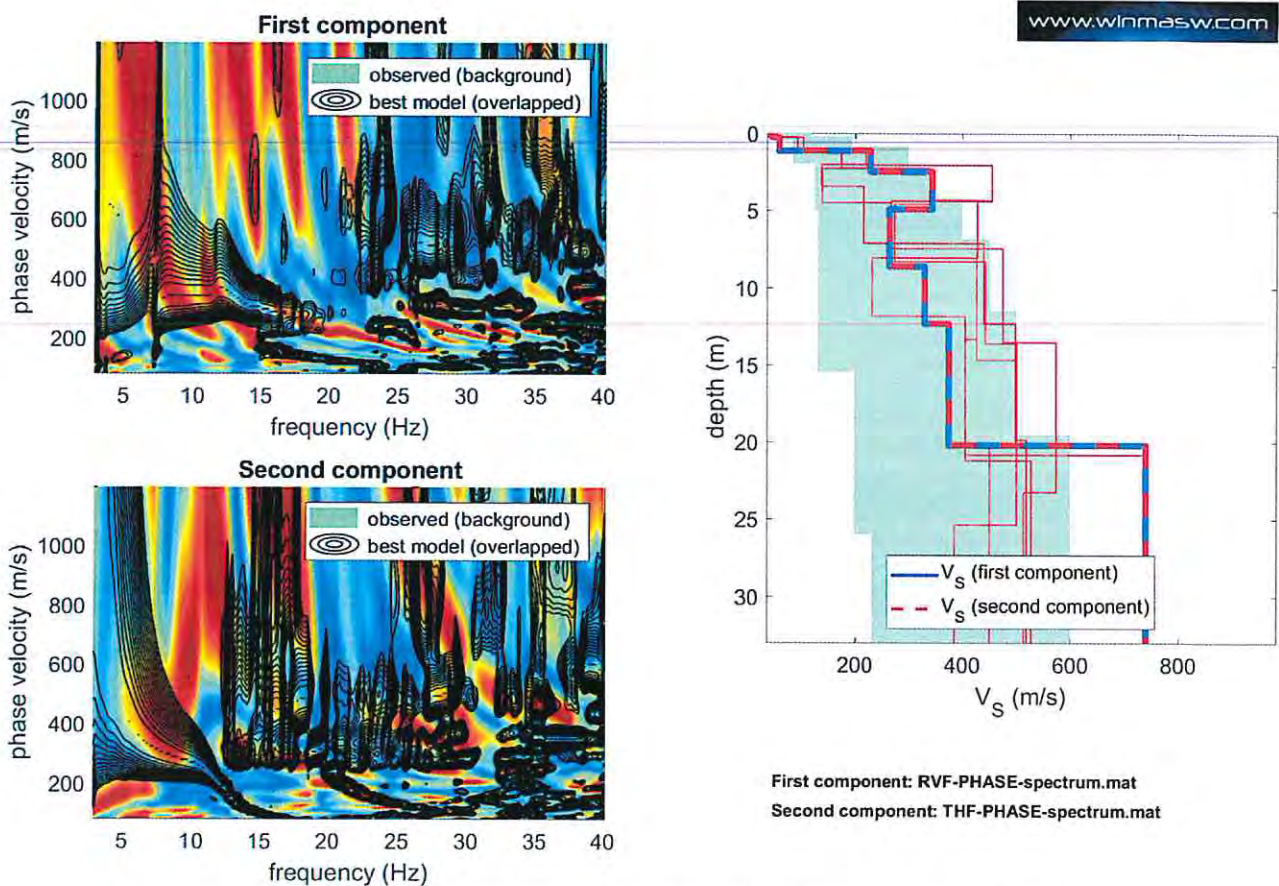 www.winmasw.com
First component
observed (background)
best model (overlapped)
phase velocity (m/s)
1000
800
600
400
200
5 10 15 20 25 30 35 40
frequency (Hz)
Second component
observed (background)
best model (overlapped)
phase velocity (m/s)
1000
800
600
400
200
5 10 15 20 25 30 35 40
frequency (Hz)
depth (m)
0
5
10
15
20
25
30
V_S (first component)
V_S (second component)
200 400 600 800
V_S (m/s)
First component: RVF-PHASE-spectrum.mat
Second component: THF-PHASE-spectrum.mat